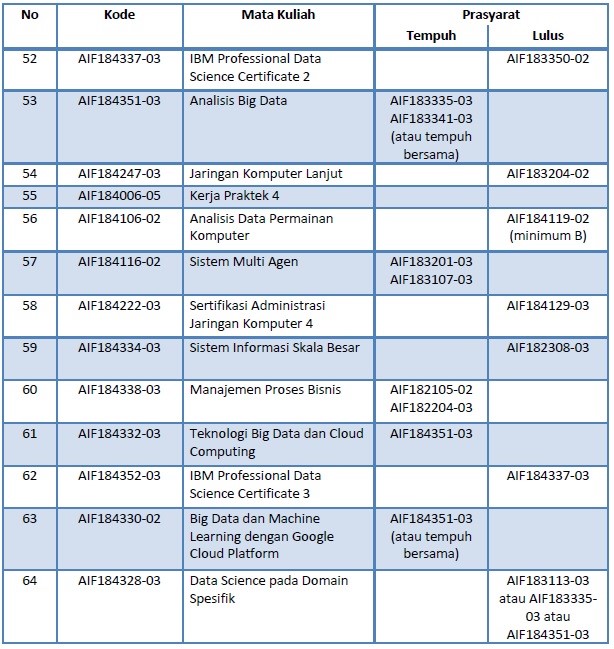 No Kode Mata Kuliah Prasyarat
Tempuh Lulus
52 AIF184337-03 IBM Professional Data AIF183350-02
Science Certificate 2
53 AIF184351-03 Analisis Big Data AIF183335-03
AIF183341-03
(atau tempuh
bersama)
54 AIF184247-03 Jaringan Komputer Lanjut AIF183204-02
55 AIF184006-05 Kerja Praktek 4
56 AIF184106-02 Analisis Data Permainan AIF184119-02
Komputer (minimum B)
57 AIF184116-02 Sistem Multi Agen AIF183201-03
AIF183107-03
58 AIF184222-03 Sertifikasi Administrasi AIF184129-03
Jaringan Komputer 4
59 AIF184334-03 Sistem Informasi Skala Besar AIF182308-03
60 AIF184338-03 Manajemen Proses Bisnis AIF182105-02
AIF182204-03
61 AIF184332-03 Teknologi Big Data dan Cloud AIF184351-03
Computing
62 AIF184352-03 IBM Professional Data AIF184337-03
Science Certificate 3
63 AIF184330-02 Big Data dan Machine AIF184351-03
Learning dengan Google (atau tempuh
Cloud Platform bersama)
64 AIF184328-03 Data Science pada Domain AIF183113-03
Spesifik atau AIF183335-
03 atau
AIF184351-03